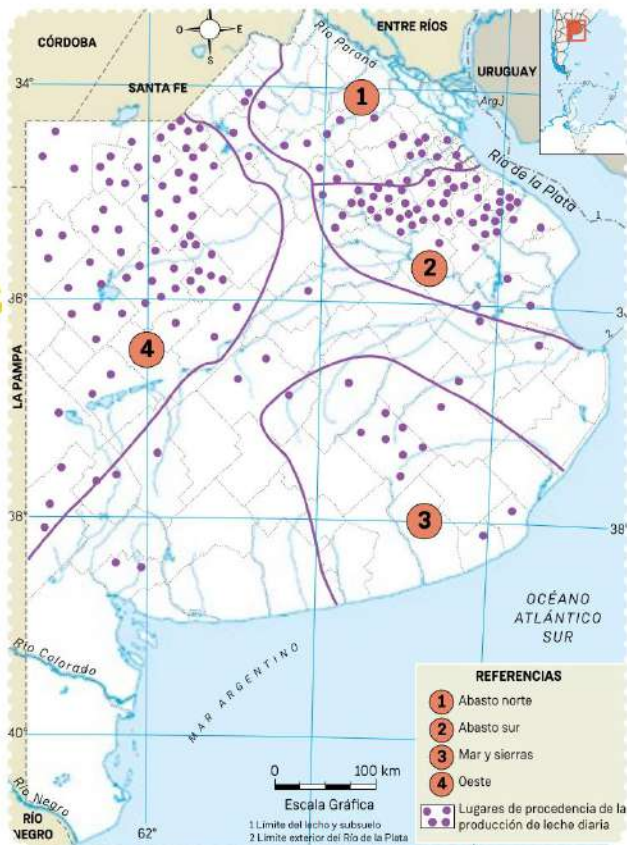 CÓRDOBA
ENTRE RÍOS
SANTA FE
URUGUAY
O
E
S
Río Paraná
Arg.
Río de la Plata
34°
1
2
36°
3
4
LA PAMPA
1
2
3
38°
38°
Río Colorado
Río Negro
RÍO
NEGRO
40°
62°
MAR ARGENTINO
OCÉANO
ATLÁNTICO
SUR
0 100 km
Escala Gráfica
1 Límite del lecho y subsuelo
2 Límite exterior del Río de la Plata
REFERENCIAS
1 Abasto norte
2 Abasto sur
3 Mar y sierras
4 Oeste
Lugares de procedencia de la
producción de leche diaria